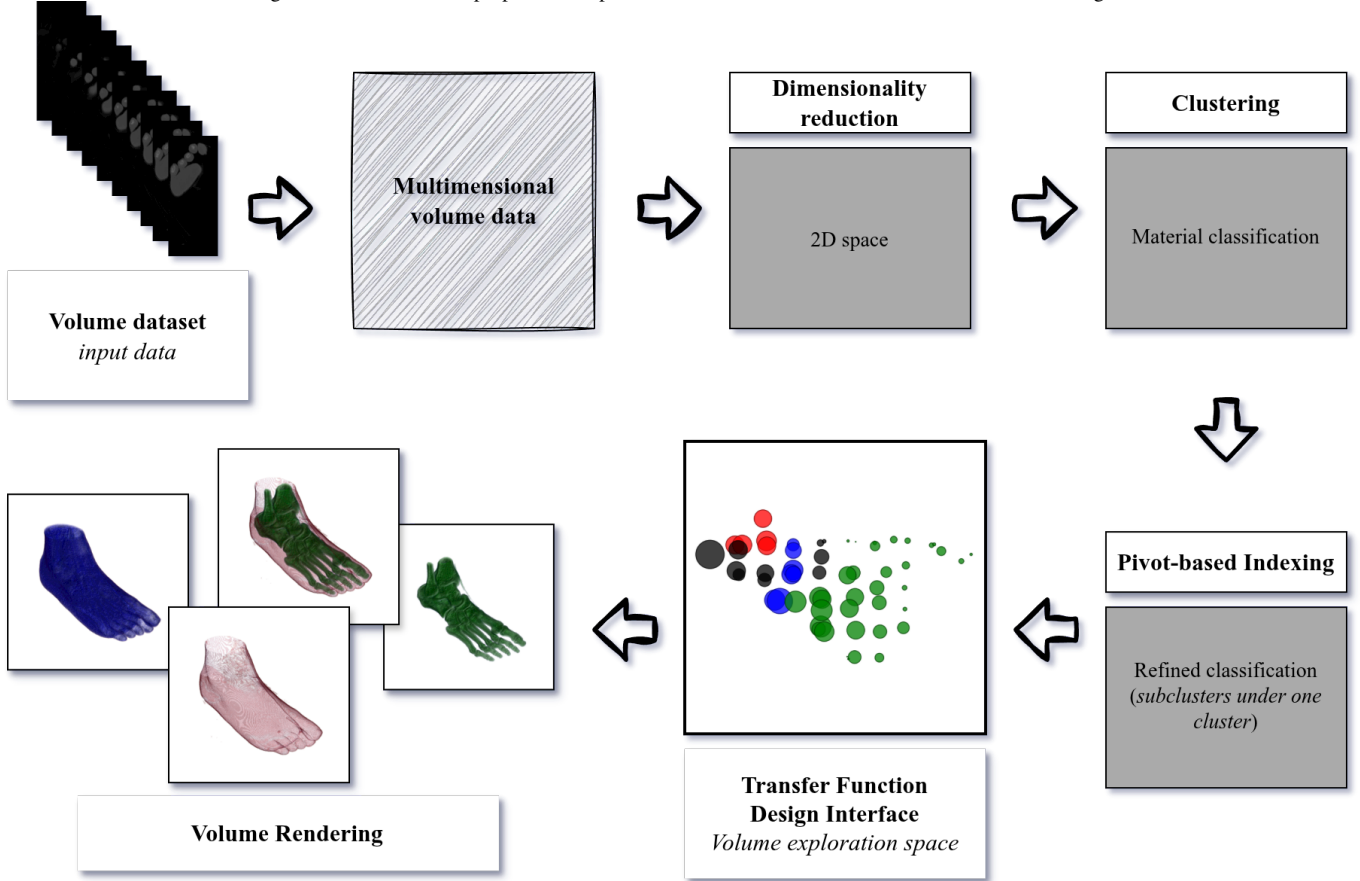 Dimensionality
reduction
Clustering
Multimensional
volume data
2D space
Material classification
Volume dataset
input data
Pivot-based Indexing
Refined classification
(subclusters under one
cluster)
Transfer Function
Design Interface
Volume exploration space
Volume Rendering